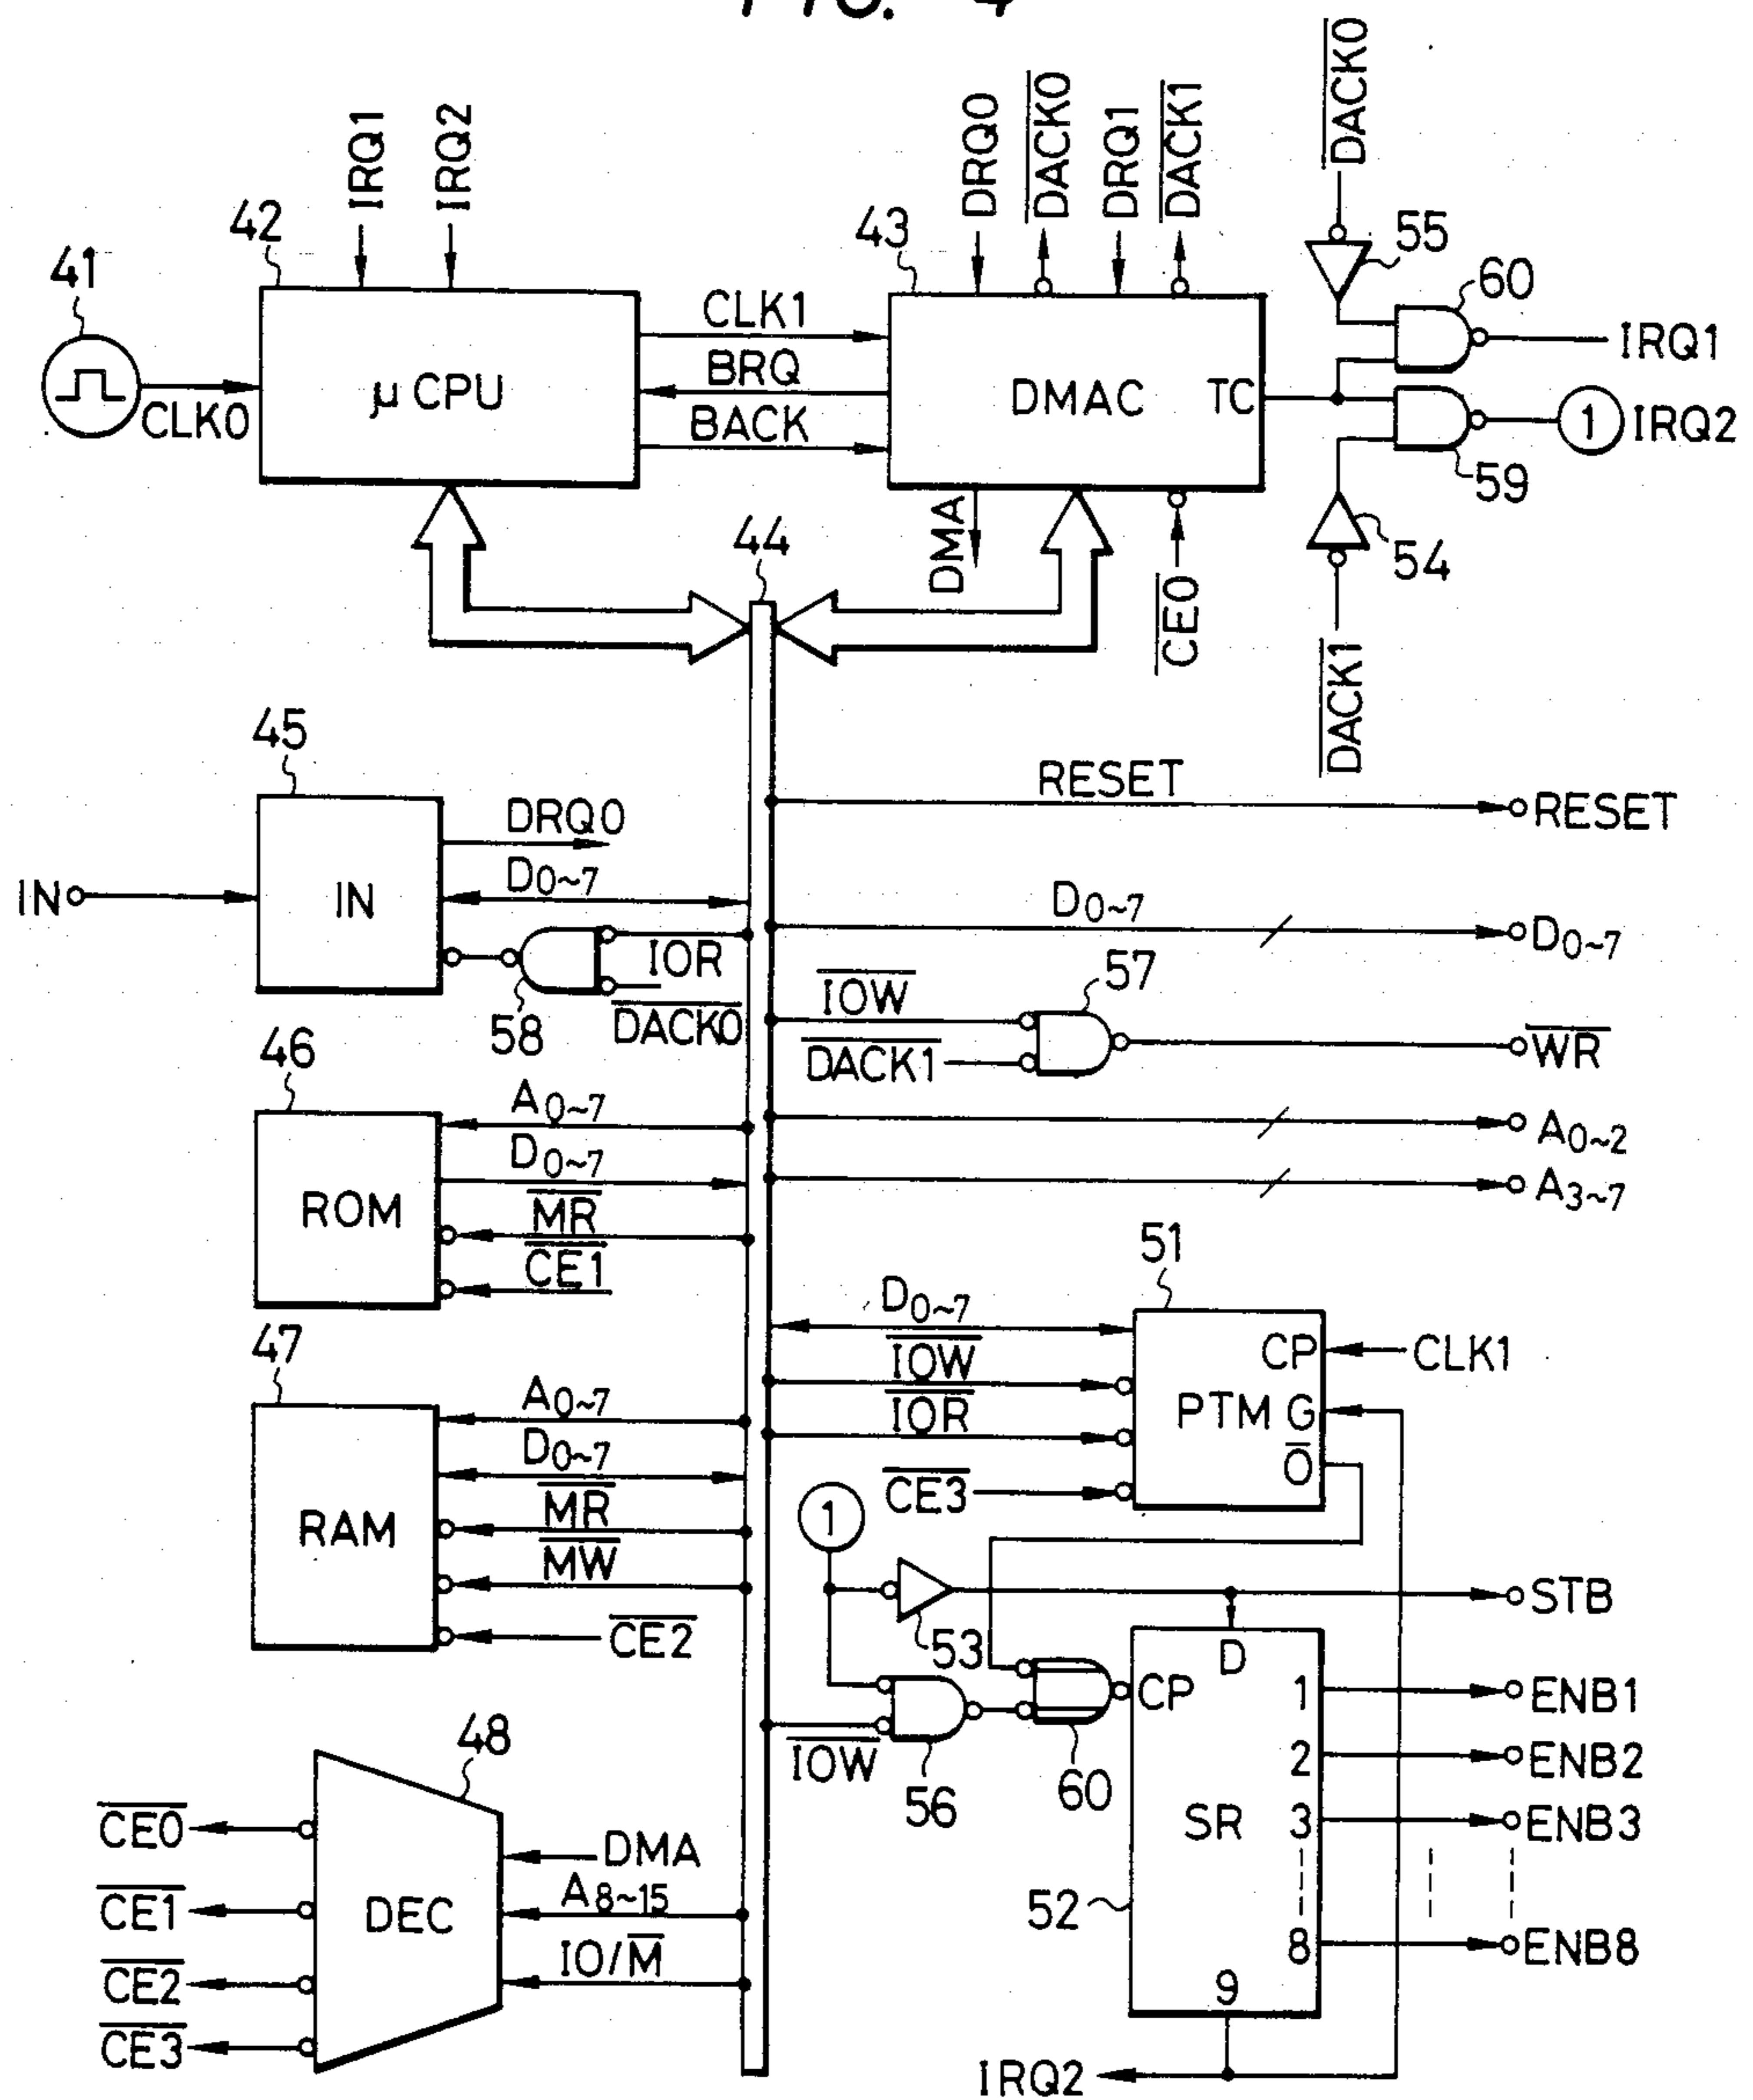 FIG. 4
DACK0
IRQ1
IRQ2
DRQ0
DACK0
DRQ1
DACK1
42
43
55
41
60
CLK1
IRQ1
BRQ
μ CPU
DMAC
TC
CLK0
BACK
1
IRQ2
59
44
DMA
54
CE0
DACK1
45
RESET
RESET
DRQ0
IN
IN
D0~7
D0~7
D0~7
IOR
58
DACK0
IOW
57
DACK1
WR
46
A0~7
A0~2
D0~7
A3~7
ROM
MR
CE1
51
47
D0~7
CP
CLK1
IOW
A0~7
PTM
G
IOR
D0~7
O
CE3
MR
1
RAM
MW
STB
CE2
53
D
CP
1
ENB1
IOW
2
ENB2
48
56
60
CE0
SR
3
ENB3
DMA
CE1
DEC
A8~15
52
IO/M
8
ENB8
CE2
9
CE3
IRQ2